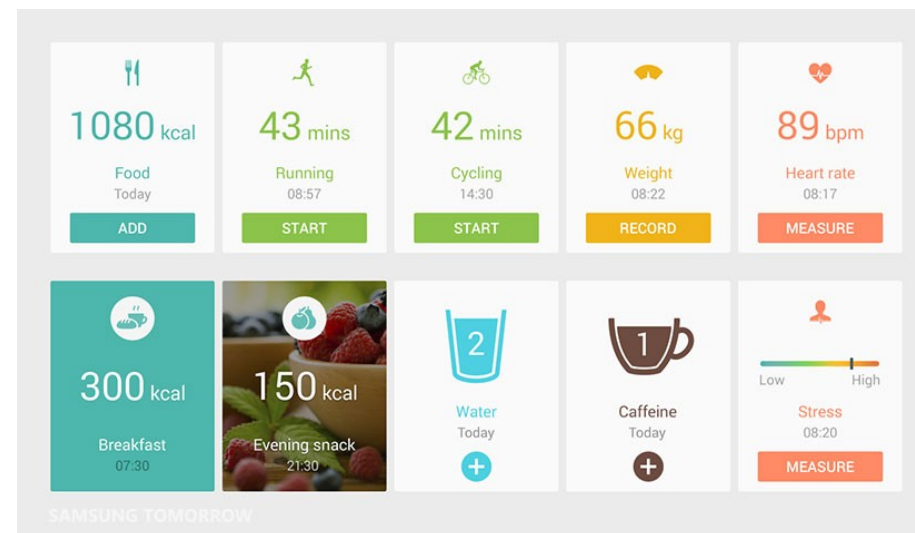 1080 kcal
Food
Today
ADD
43 mins
Running
08:57
START
42 mins
Cycling
14:30
START
66 kg
Weight
08:22
RECORD
89 bpm
Heart rate
08:17
MEASURE
300 kcal
Breakfast
07:30
150 kcal
Evening snack
21:30
2
Water
Today
1
Caffeine
Today
Low High
Stress
08:20
MEASURE
SAMSUNG TOMORROW